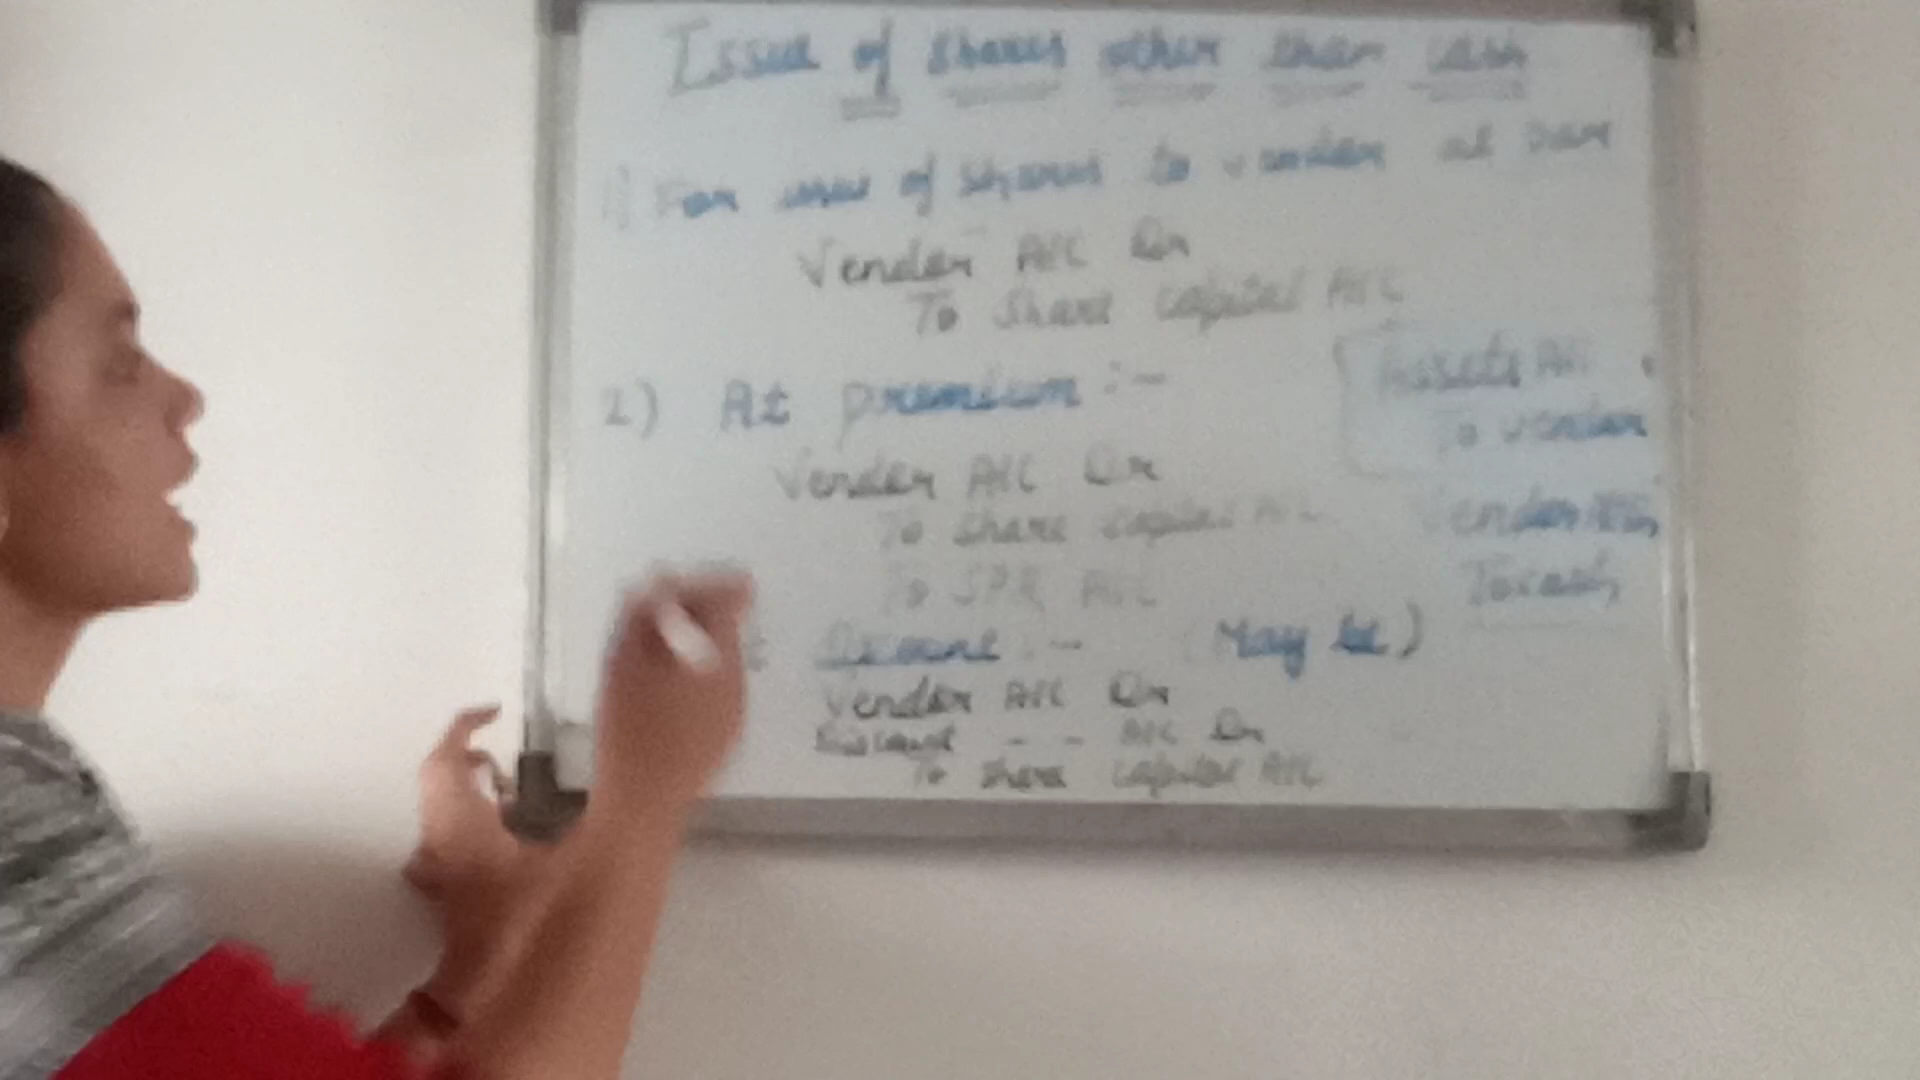 Issue of shares other than cash
1) For issue of shares to vender at par
Vender A/C Dr
To Share capital A/C
2) At premium :-
Vender A/C Dr
To Share capital A/C
To SPR A/C
Discount :- (May be)
Vender A/C Dr
Discount - - A/C Dr
To share capital A/C
Assets A/C
To vender
Vender A/C
To cash